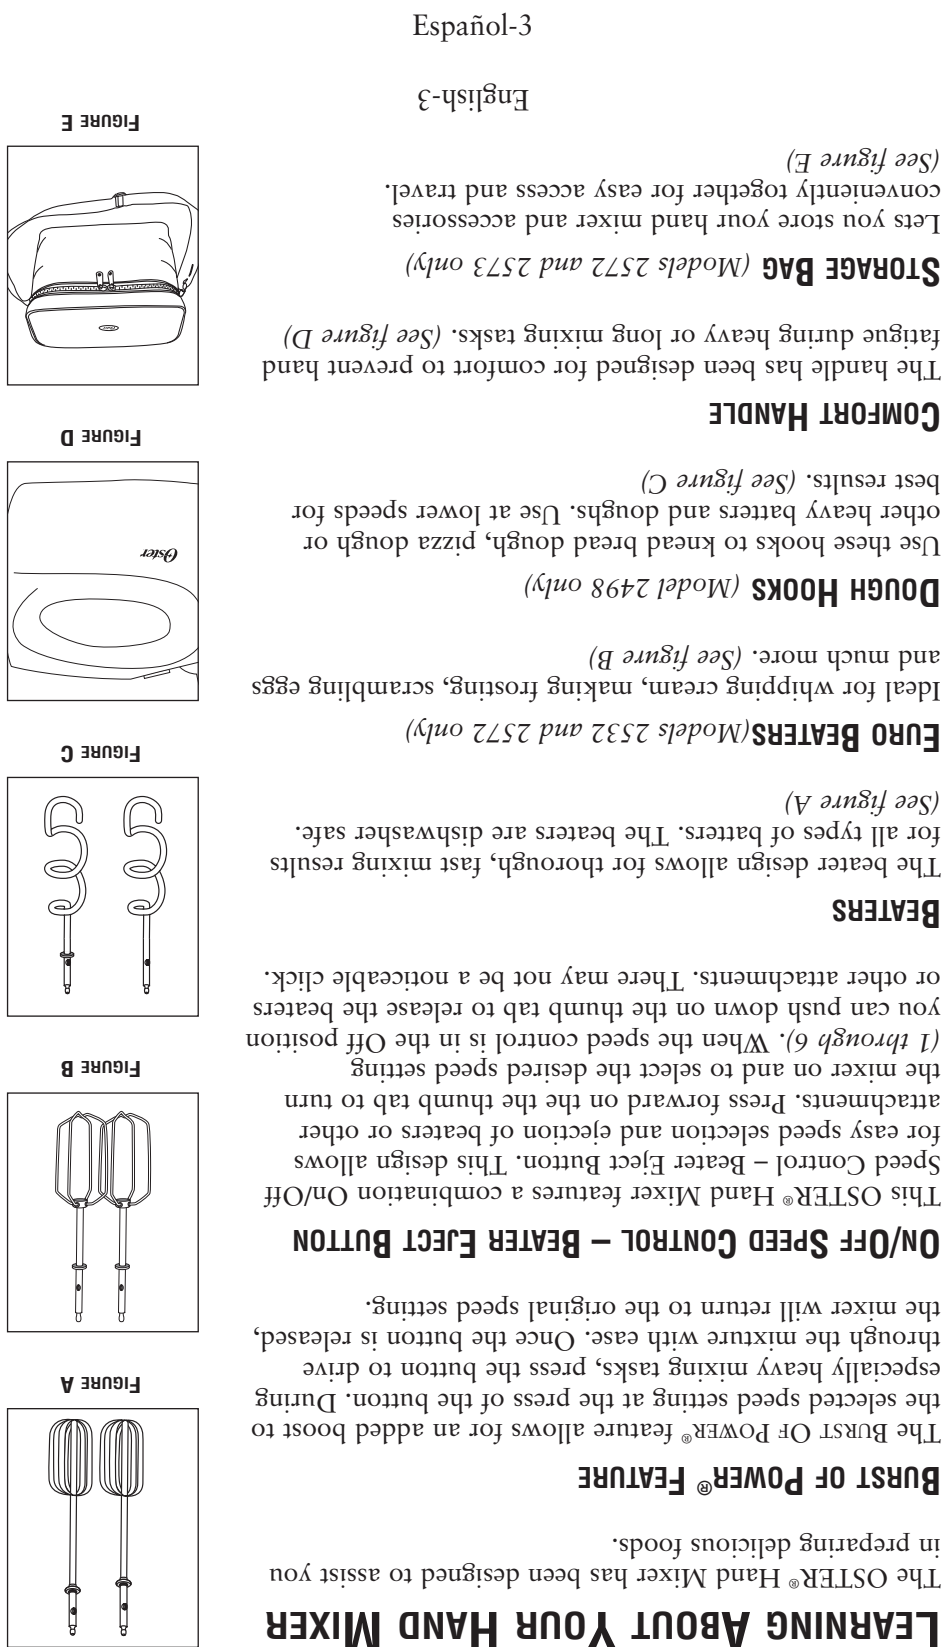 LEARNING ABOUT YOUR HAND MIXER
The OSTER® Hand Mixer has been designed to assist you
in preparing delicious foods.
BURST OF POWER® FEATURE
The BURST OF POWER® feature allows for an added boost to
the selected speed setting at the press of the button. During
especially heavy mixing tasks, press the button to drive
through the mixture with ease. Once the button is released,
the mixer will return to the original speed setting.
ON/OFF SPEED CONTROL – BEATER EJECT BUTTON
This OSTER® Hand Mixer features a combination On/Off
Speed Control – Beater Eject Button. This design allows
for easy speed selection and ejection of beaters or other
attachments. Press forward on the the thumb tab to turn
the mixer on and to select the desired speed setting
(1 through 6). When the speed control is in the Off position
you can push down on the thumb tab to release the beaters
or other attachments. There may not be a noticeable click.
BEATERS
The beater design allows for thorough, fast mixing results
for all types of batters. The beaters are dishwasher safe.
(See figure A)
EURO BEATERS(Models 2532 and 2572 only)
Ideal for whipping cream, making frosting, scrambling eggs
and much more. (See figure B)
DOUGH HOOKS (Model 2498 only)
Use these hooks to knead bread dough, pizza dough or
other heavy batters and doughs. Use at lower speeds for
best results. (See figure C)
COMFORT HANDLE
The handle has been designed for comfort to prevent hand
fatigue during heavy or long mixing tasks. (See figure D)
STORAGE BAG (Models 2572 and 2573 only)
Lets you store your hand mixer and accessories
conveniently together for easy access and travel.
(See figure E)
FIGURE A
FIGURE B
FIGURE C
Oster
FIGURE D
FIGURE E
English-3
Español-3